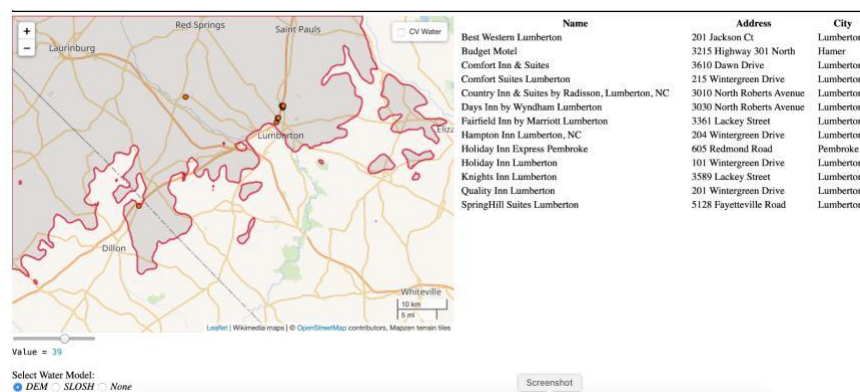 +
−
CV Water
Red Springs
Saint Pauls
Laurinburg
Lumberton
Eliza
Dillon
Whiteville
10 km
5 mi
Leaflet | Wikimedia maps | © OpenStreetMap contributors, Mapzen terrain tiles
Value = 39
Select Water Model:
DEM SLOSH None
Name Address City
Best Western Lumberton 201 Jackson Ct Lumberton
Budget Motel 3215 Highway 301 North Hamer
Comfort Inn & Suites 3610 Dawn Drive Lumberton
Comfort Suites Lumberton 215 Wintergreen Drive Lumberton
Country Inn & Suites by Radisson, Lumberton, NC 3010 North Roberts Avenue Lumberton
Days Inn by Wyndham Lumberton 3030 North Roberts Avenue Lumberton
Fairfield Inn by Marriott Lumberton 3361 Lackey Street Lumberton
Hampton Inn Lumberton, NC 204 Wintergreen Drive Lumberton
Holiday Inn Express Pembroke 605 Redmond Road Pembroke
Holiday Inn Lumberton 101 Wintergreen Drive Lumberton
Knights Inn Lumberton 3589 Lackey Street Lumberton
Quality Inn Lumberton 201 Wintergreen Drive Lumberton
SpringHill Suites Lumberton 5128 Fayetteville Road Lumberton
Screenshot